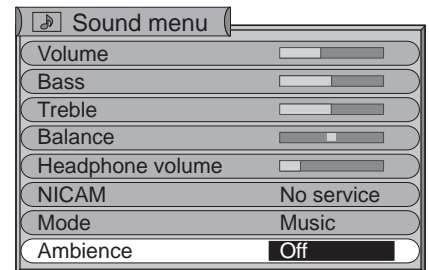 Sound menu
Volume
Bass
Treble
Balance
Headphone volume
NICAM No service
Mode Music
Ambience Off